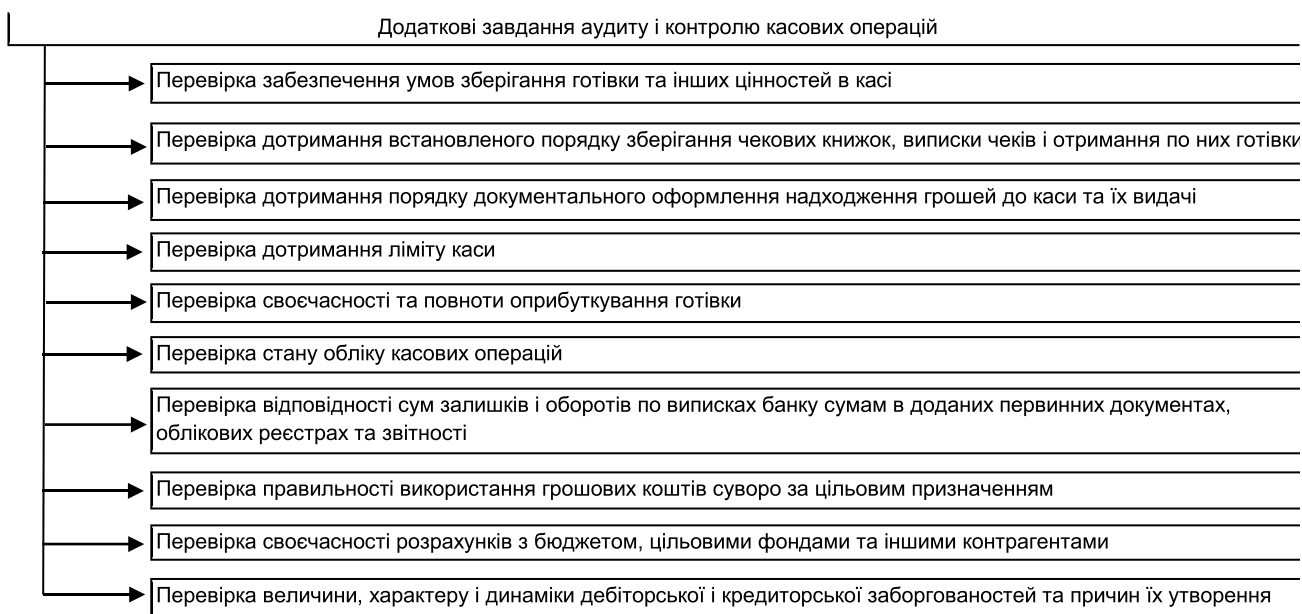 Додаткові завдання аудиту і контролю касових операцій
Перевірка забезпечення умов зберігання готівки та інших цінностей в касі
Перевірка дотримання встановленого порядку зберігання чекових книжок, виписки чеків і отримання по них готівки
Перевірка дотримання порядку документального оформлення надходження грошей до каси та їх видачі
Перевірка дотримання ліміту каси
Перевірка своєчасності та повноти оприбуткування готівки
Перевірка стану обліку касових операцій
Перевірка відповідності сум залишків і оборотів по виписках банку сумам в доданих первинних документах,
облікових реєстрах та звітності
Перевірка правильності використання грошових коштів суворо за цільовим призначенням
Перевірка своєчасності розрахунків з бюджетом, цільовими фондами та іншими контрагентами
Перевірка величини, характеру і динаміки дебіторської і кредиторської заборгованостей та причин їх утворення